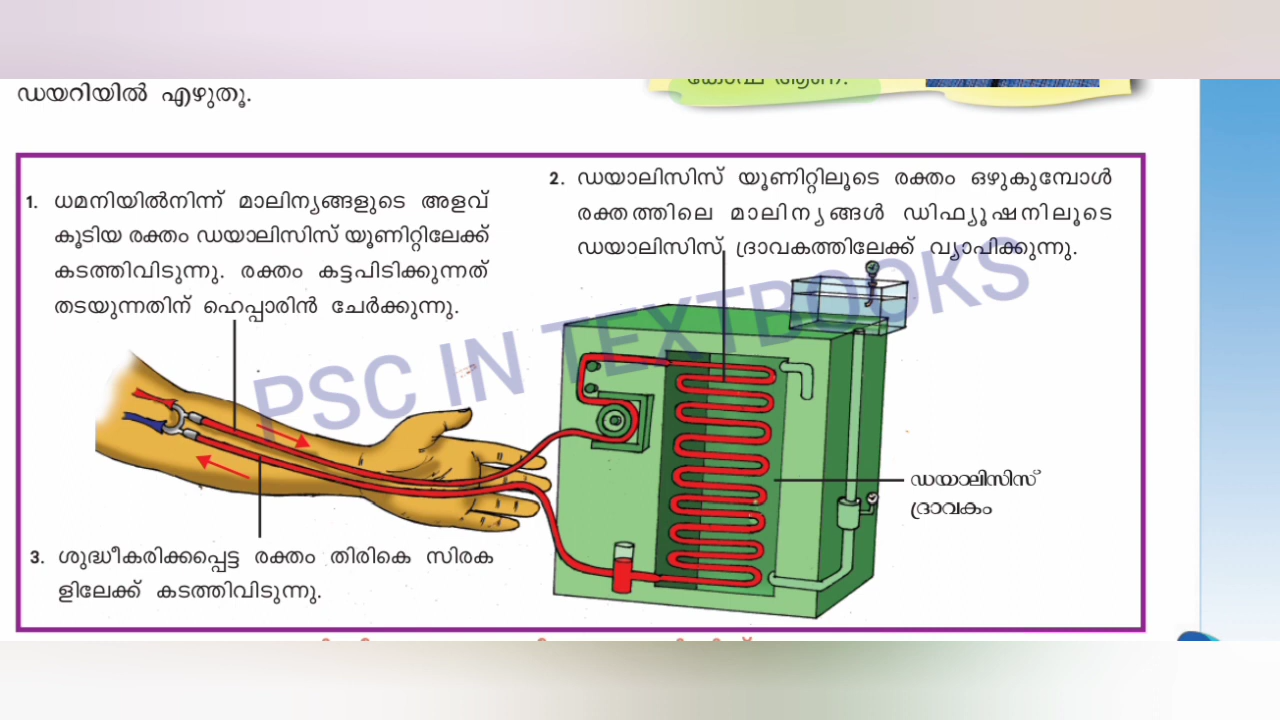 ഡയറിയിൽ എഴുതൂ.
1. ധമനിയിൽനിന്ന് മാലിന്യങ്ങളുടെ അളവ്
കൂടിയ രക്തം ഡയാലിസിസ് യൂണിറ്റിലേക്ക്
കടത്തിവിടുന്നു. രക്തം കട്ടപിടിക്കുന്നത്
തടയുന്നതിന് ഹെപ്പാരിൻ ചേർക്കുന്നു.
2. ഡയാലിസിസ് യൂണിറ്റിലൂടെ രക്തം ഒഴുകുമ്പോൾ
രക്തത്തിലെ മാലിന്യങ്ങൾ ഡിഫ്യൂഷനിലൂടെ
ഡയാലിസിസ് ദ്രാവകത്തിലേക്ക് വ്യാപിക്കുന്നു.
PSC IN TEXTBOOKS
ഡയാലിസിസ്
ദ്രാവകം
3. ശുദ്ധീകരിക്കപ്പെട്ട രക്തം തിരികെ സിരക
ളിലേക്ക് കടത്തിവിടുന്നു.